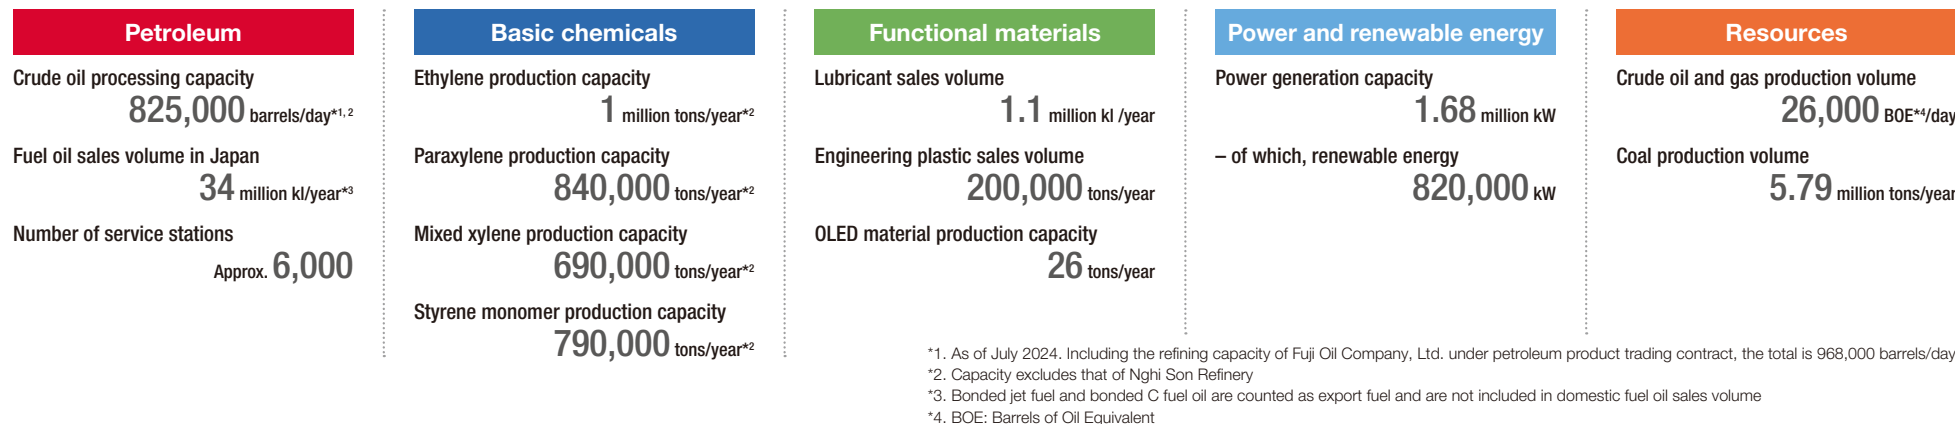 Petroleum
Crude oil processing capacity
825,000 barrels/day*1, 2
Fuel oil sales volume in Japan
34 million kl/year*3
Number of service stations
Approx. 6,000
Basic chemicals
Ethylene production capacity
1 million tons/year*2
Paraxylene production capacity
840,000 tons/year*2
Mixed xylene production capacity
690,000 tons/year*2
Styrene monomer production capacity
790,000 tons/year*2
Functional materials
Lubricant sales volume
1.1 million kl /year
Engineering plastic sales volume
200,000 tons/year
OLED material production capacity
26 tons/year
Power and renewable energy
Power generation capacity
1.68 million kW
– of which, renewable energy
820,000 kW
Resources
Crude oil and gas production volume
26,000 BOE*4/day
Coal production volume
5.79 million tons/year
*1. As of July 2024. Including the refining capacity of Fuji Oil Company, Ltd. under petroleum product trading contract, the total is 968,000 barrels/day
*2. Capacity excludes that of Nghi Son Refinery
*3. Bonded jet fuel and bonded C fuel oil are counted as export fuel and are not included in domestic fuel oil sales volume
*4. BOE: Barrels of Oil Equivalent